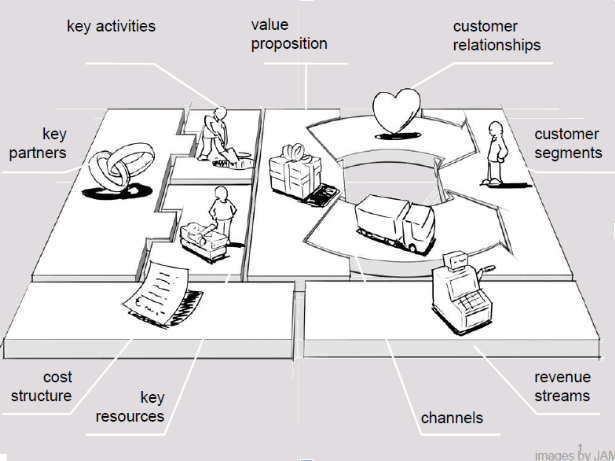 key activities
value
proposition
customer
relationships
key
partners
customer
segments
cost
structure
key
resources
channels
revenue
streams
1
images by JAM